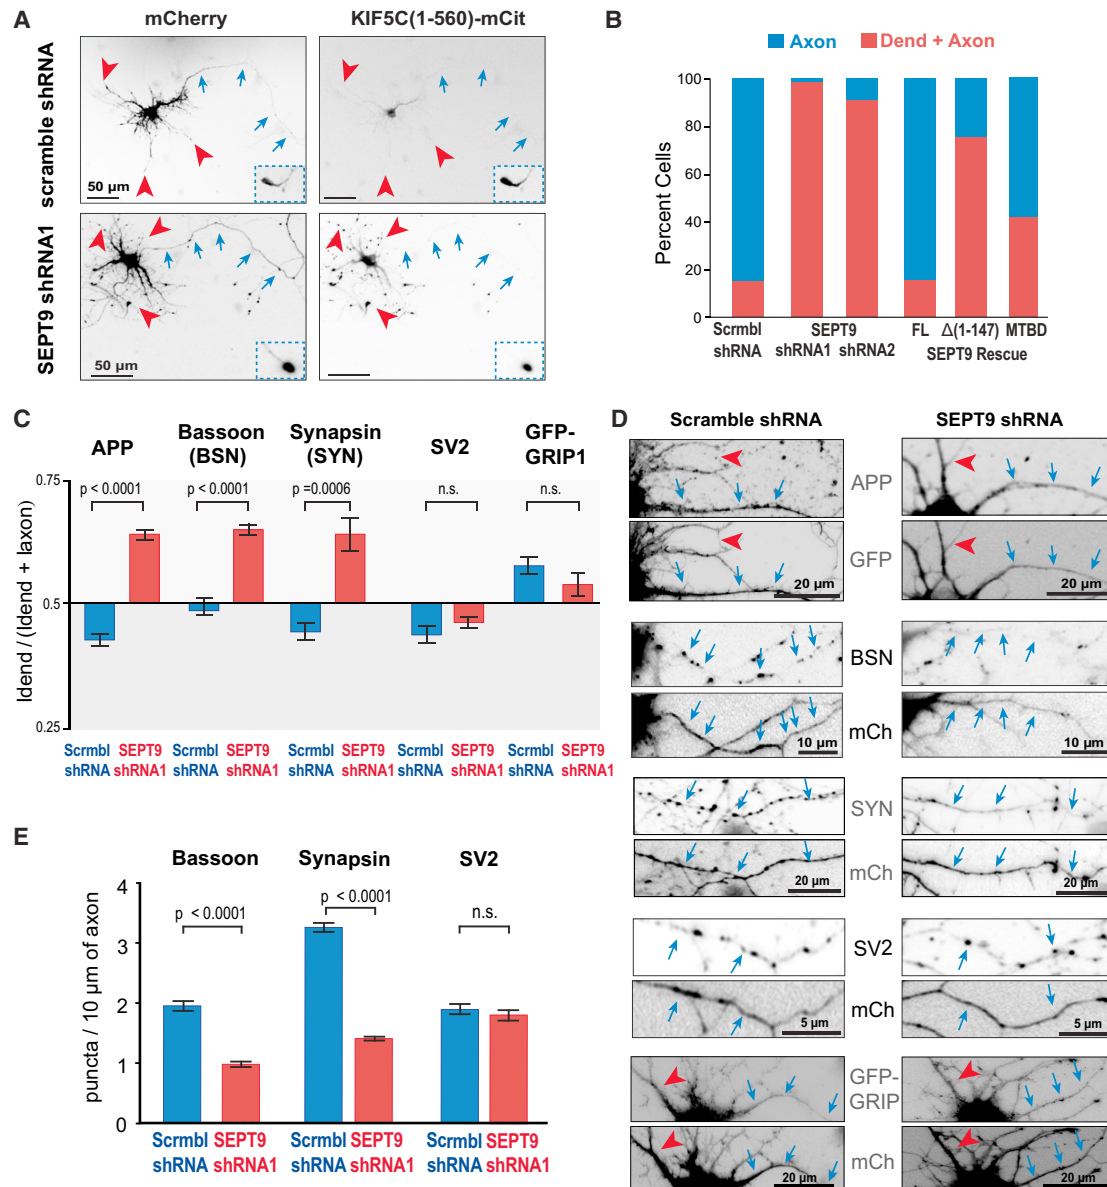 A
mCherry
KIF5C(1-560)-mCit
scramble shRNA
50 µm
SEPT9 shRNA1
50 µm
B
Axon
Dend + Axon
Percent Cells
100
80
60
40
20
0
Scrmbl shRNA
SEPT9
shRNA1 shRNA2
FL Δ(1-147) MTBD
SEPT9 Rescue
C
APP
Bassoon (BSN)
Synapsin (SYN)
SV2
GFP-GRIP1
Idend / (Idend + Iaxon)
0.75
0.5
0.25
p < 0.0001
p < 0.0001
p =0.0006
n.s.
n.s.
Scrmbl SEPT9 Scrmbl SEPT9 Scrmbl SEPT9 Scrmbl SEPT9 Scrmbl SEPT9
shRNA shRNA1 shRNA shRNA1 shRNA shRNA1 shRNA shRNA1 shRNA shRNA1
D
Scramble shRNA
SEPT9 shRNA
APP
GFP
20 µm
20 µm
BSN
mCh
10 µm
10 µm
SYN
mCh
20 µm
20 µm
SV2
mCh
5 µm
5 µm
GFP-
GRIP
mCh
20 µm
20 µm
E
Bassoon
Synapsin
SV2
puncta / 10 µm of axon
4
3
2
1
0
p < 0.0001
p < 0.0001
n.s.
Scrmbl SEPT9 Scrmbl SEPT9 Scrmbl SEPT9
shRNA shRNA1 shRNA shRNA1 shRNA shRNA1